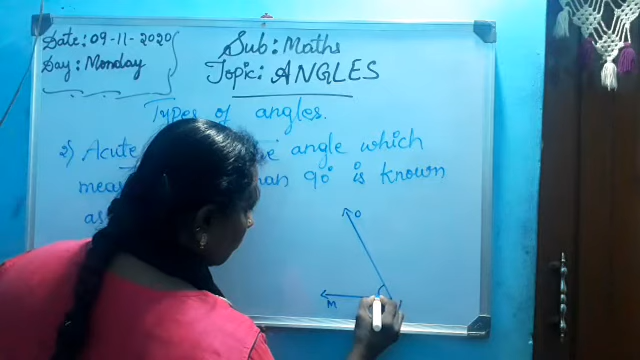 Date: 09-11-2020
Day: Monday
Sub: Maths
Topic: ANGLES
Types of angles.
2) Acute angle which
90° is known
as
O
M